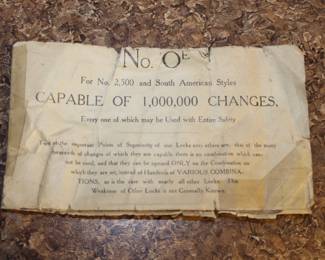 No. OE
For No. 2,500 and South American Styles
CAPABLE OF 1,000,000 CHANGES.
Every one of which may be Used with Entire Safety
of the important Points of Superiority of our Locks over others are, that of the many
thousands of changes of which they are capable there is no combination which can-
not be used, and that they can be opened ONLY on the Combination on
which they are set, instead of Hundreds of VARIOUS COMBINA-
TIONS, as is the case with nearly all other Locks. This
Weakness of Other Locks is not Generally Known.